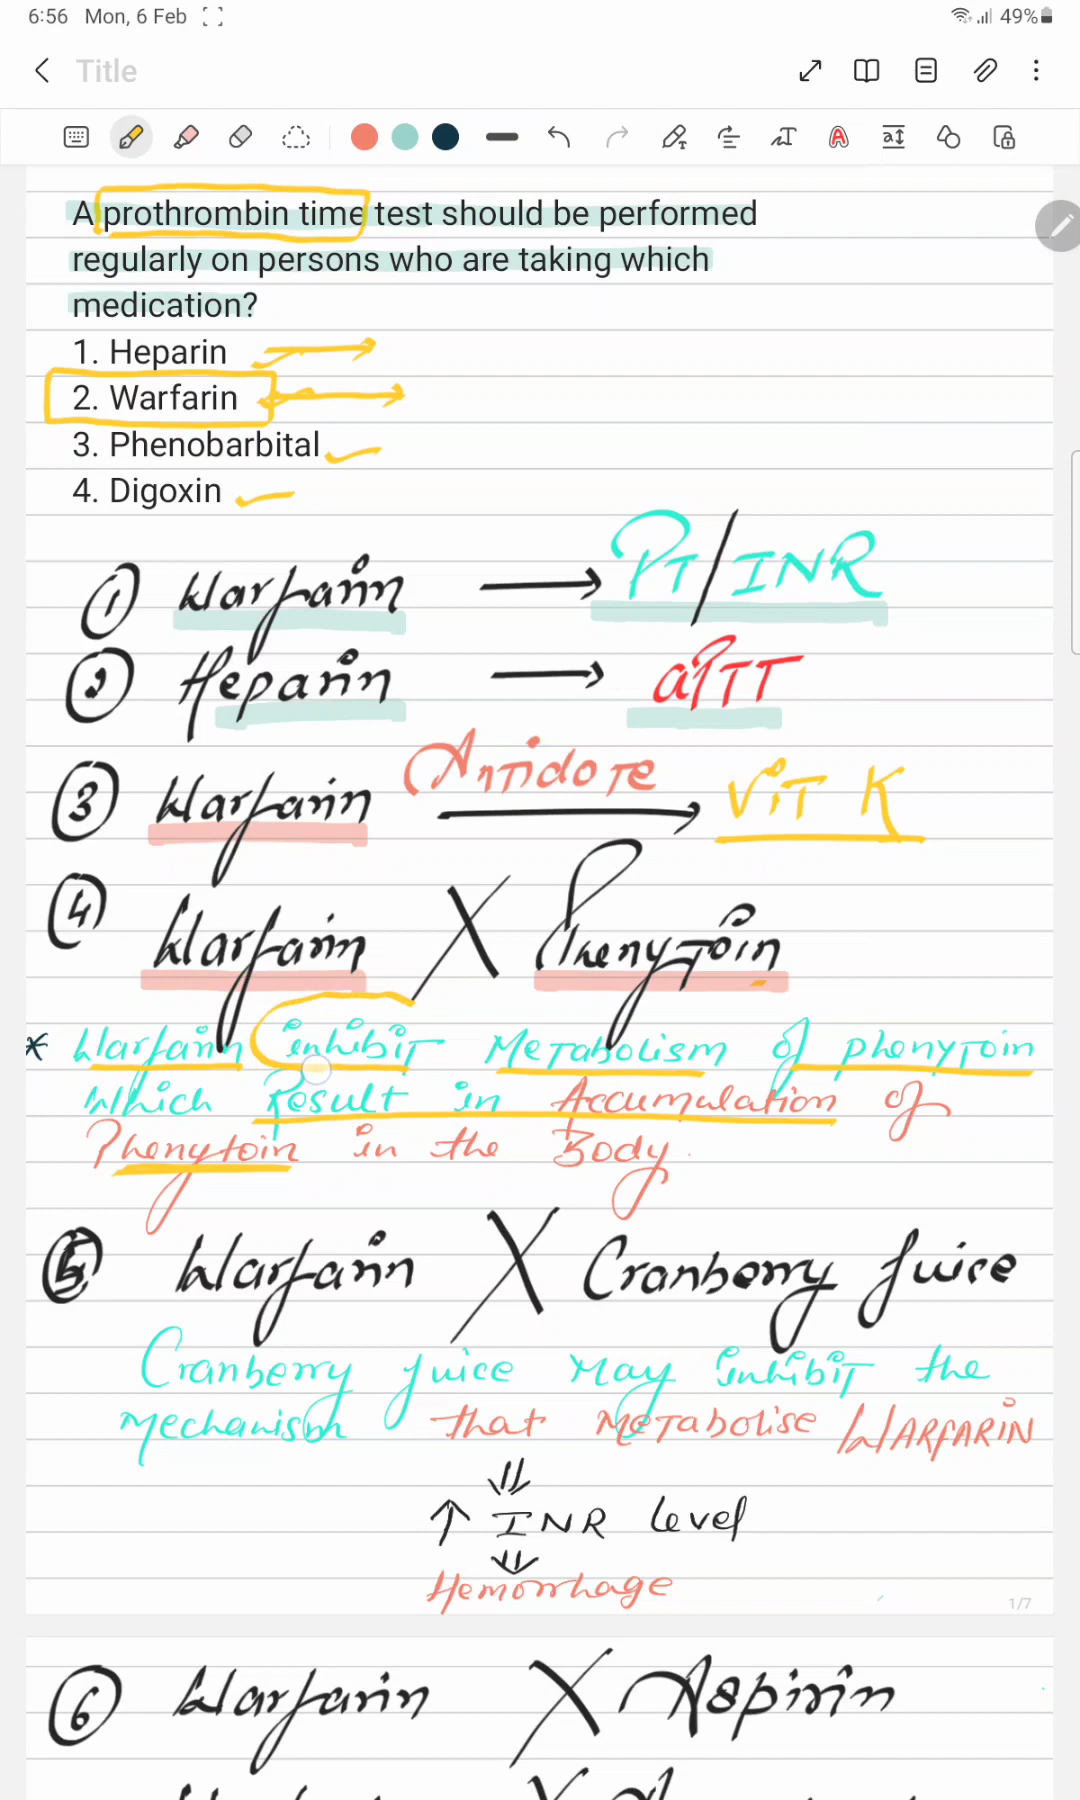 6:56 Mon, 6 Feb 49%
Title
A prothrombin time test should be performed
regularly on persons who are taking which
medication?
1. Heparin
2. Warfarin
3. Phenobarbital
4. Digoxin
① Warfarin → PT/INR
② Heparin → aPTT
③ Warfarin Antidote → Vit K
④ Warfarin X Phenytoin
* Warfarin inhibit Metabolism of phenytoin
Which Result in Accumulation of
Phenytoin in the Body.
⑤ Warfarin X Cranberry Juice
Cranberry juice May inhibit the
Mechanism that Metabolise WARFARIN
↑ INR Level
Hemorrhage
1/7
⑥ Warfarin X Aspirin